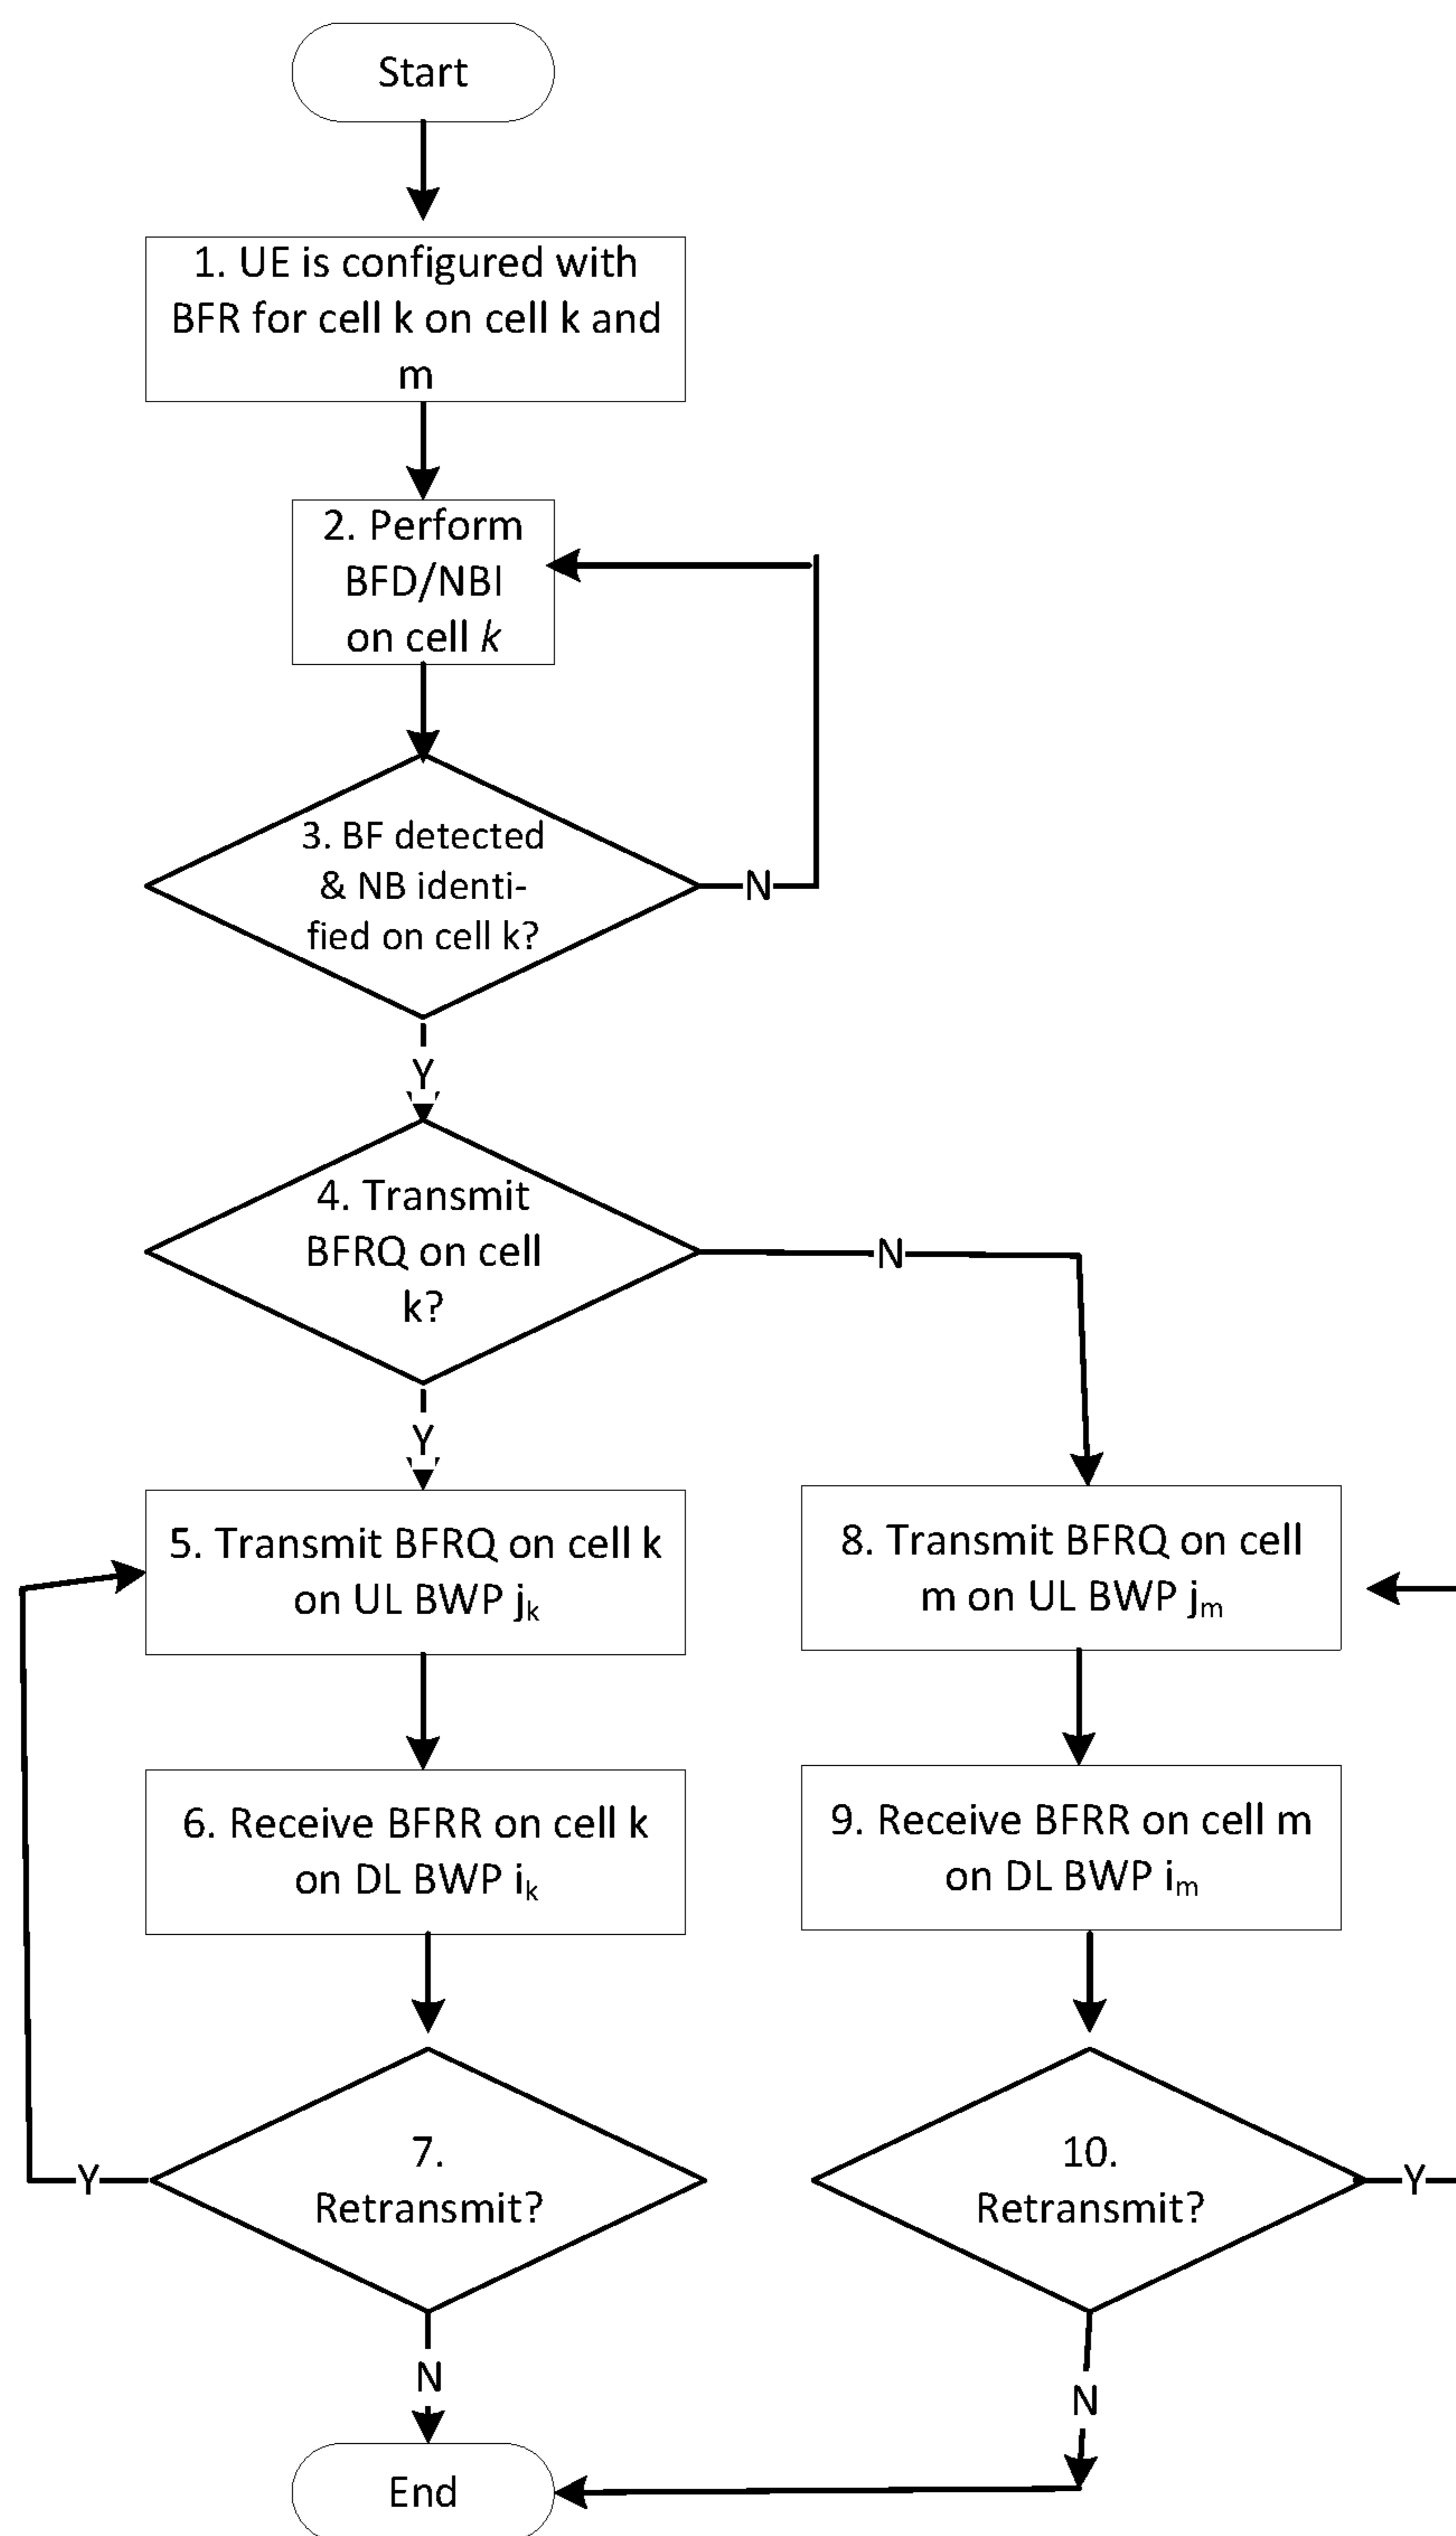 Start
1. UE is configured with
BFR for cell k on cell k and
m
2. Perform
BFD/NBI
on cell k
3. BF detected
& NB identi-
fied on cell k?
N
Y
4. Transmit
BFRQ on cell
k?
N
Y
5. Transmit BFRQ on cell k
on UL BWP jk
8. Transmit BFRQ on cell
m on UL BWP jm
6. Receive BFRR on cell k
on DL BWP ik
9. Receive BFRR on cell m
on DL BWP im
7.
Retransmit?
Y
10.
Retransmit?
Y
N
N
End